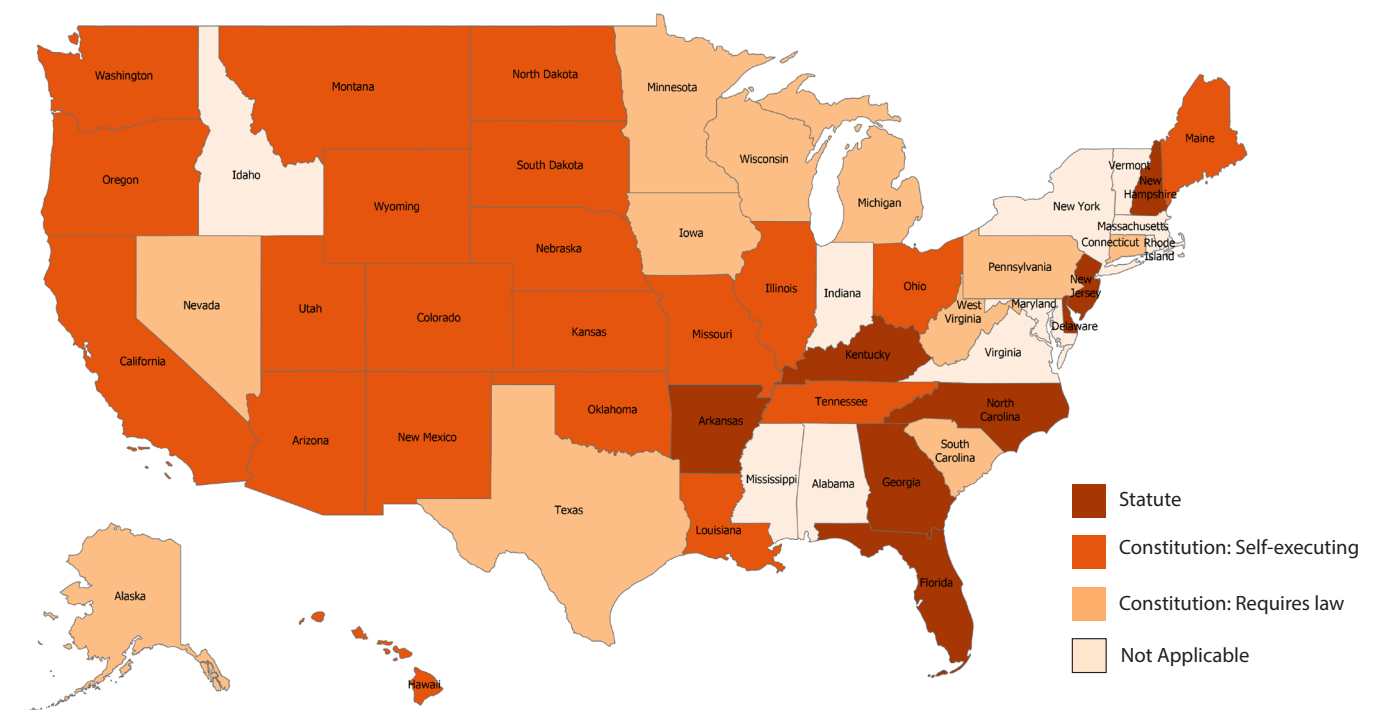 Washington
Montana
North Dakota
Minnesota
Maine
Vermont
New
Hampshire
Oregon
Idaho
South Dakota
Wisconsin
Wyoming
Michigan
New York
Massachusetts
Iowa
Connecticut
Rhode
Island
Nebraska
Pennsylvania
New
Jersey
Nevada
Utah
Colorado
Illinois
Indiana
Ohio
West
Virginia
Maryland
Delaware
California
Kansas
Missouri
Kentucky
Virginia
Oklahoma
Tennessee
North
Carolina
Arizona
New Mexico
Arkansas
South
Carolina
Mississippi
Alabama
Georgia
Texas
Louisiana
Florida
Alaska
Hawaii
Statute
Constitution: Self-executing
Constitution: Requires law
Not Applicable